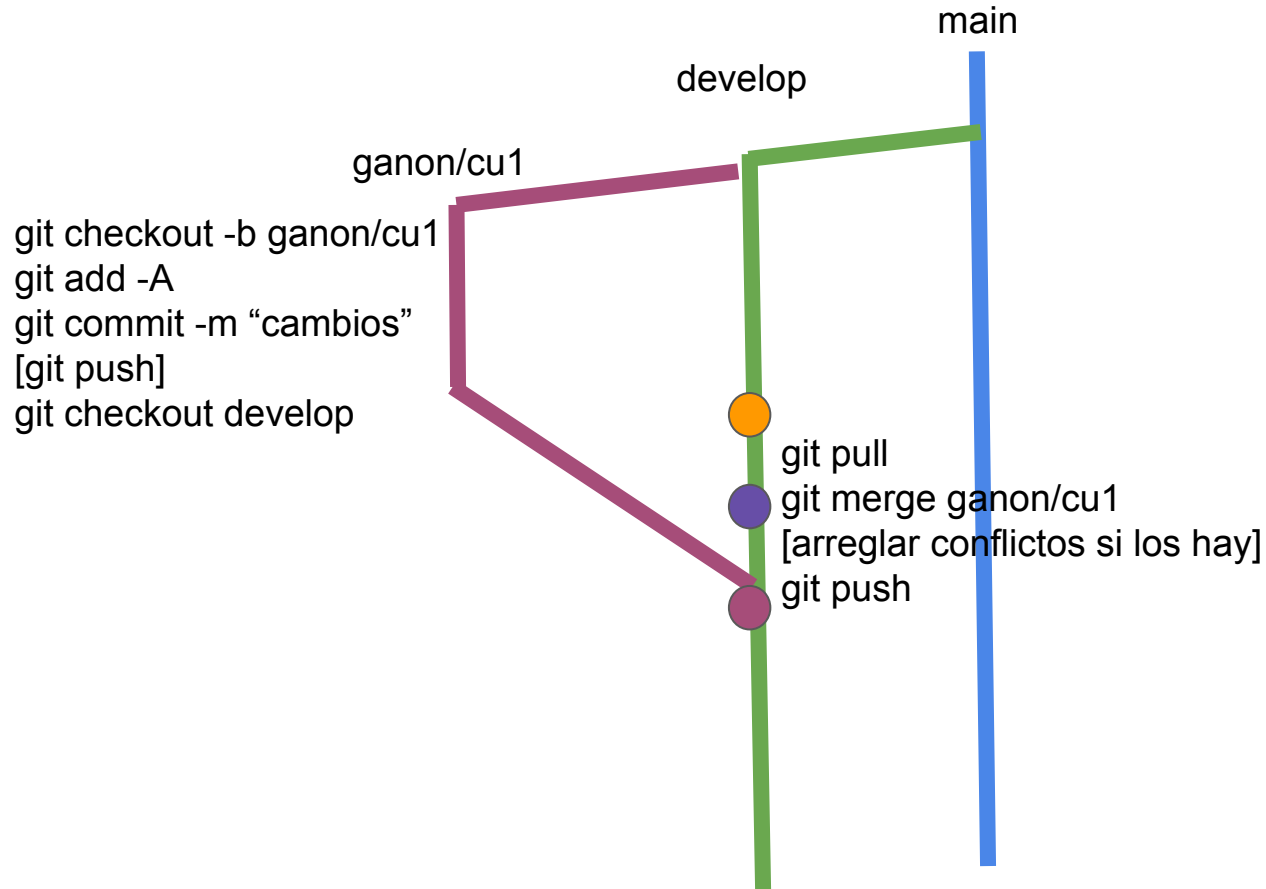 main
develop
ganon/cu1
git checkout -b ganon/cu1
git add -A
git commit -m “cambios”
[git push]
git checkout develop
git pull
git merge ganon/cu1
[arreglar conflictos si los hay]
git push